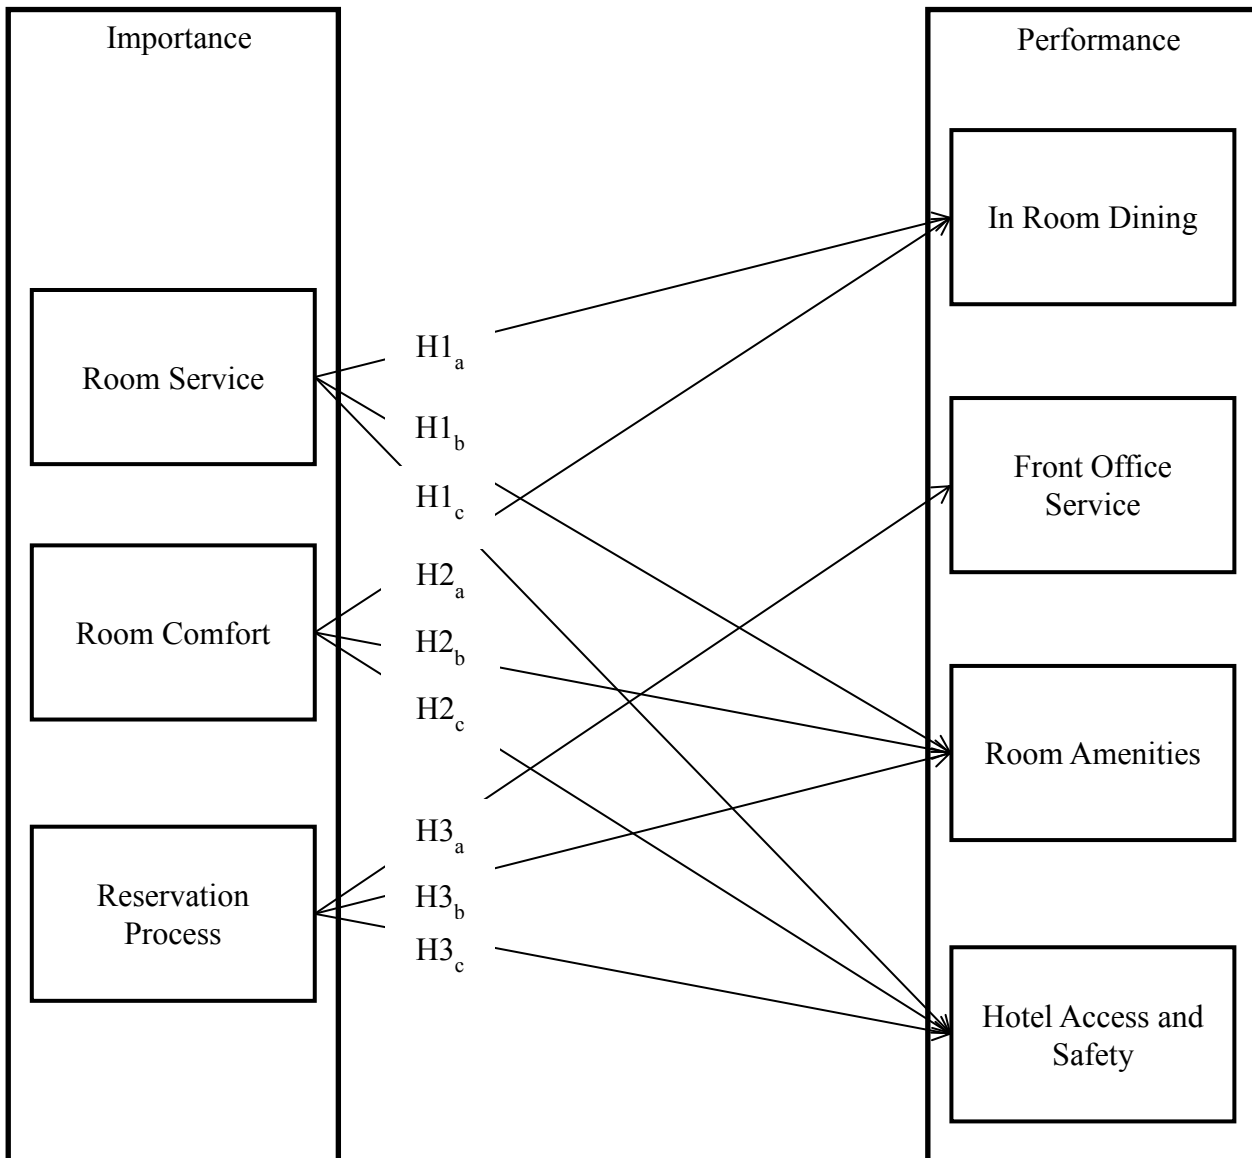 Importance
Room Service
Room Comfort
Reservation
Process
H1a
H1b
H1c
H2a
H2b
H2c
H3a
H3b
H3c
Performance
In Room Dining
Front Office
Service
Room Amenities
Hotel Access and
Safety